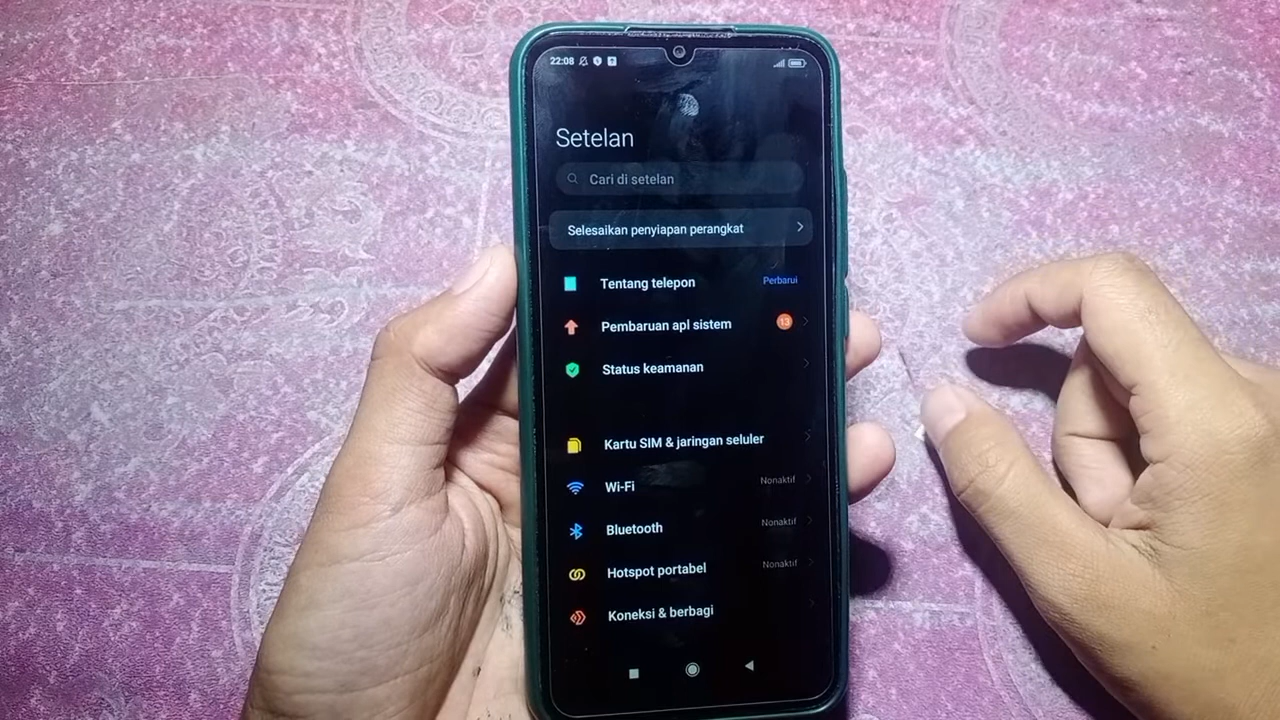 22:08
Setelan
Cari di setelan
Selesaikan penyiapan perangkat
Tentang telepon Perbarui
Pembaruan apl sistem 13
Status keamanan
Kartu SIM & jaringan seluler
Wi-Fi Nonaktif
Bluetooth Nonaktif
Hotspot portabel Nonaktif
Koneksi & berbagi